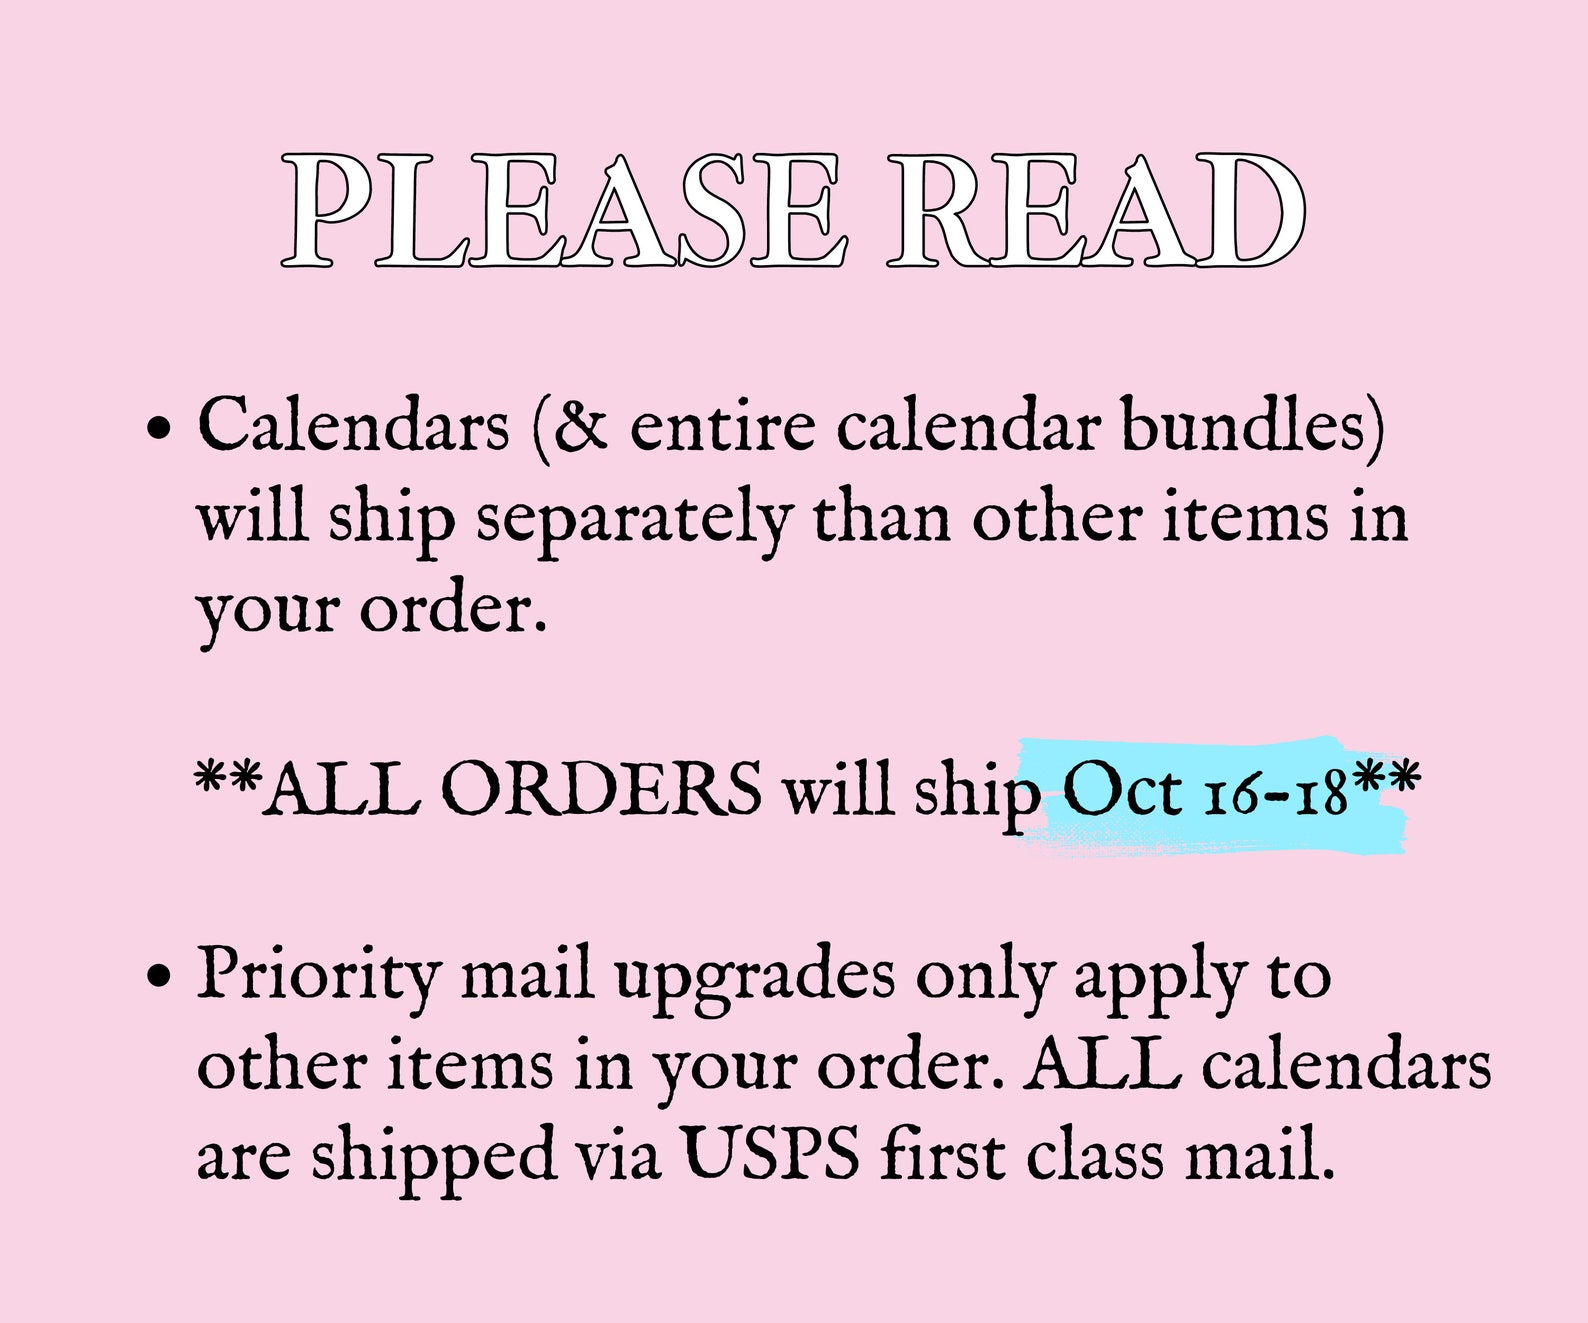 PLEASE READ
• Calendars (& entire calendar bundles)
will ship separately than other items in
your order.
**ALL ORDERS will ship Oct 16-18**
• Priority mail upgrades only apply to
other items in your order. ALL calendars
are shipped via USPS first class mail.